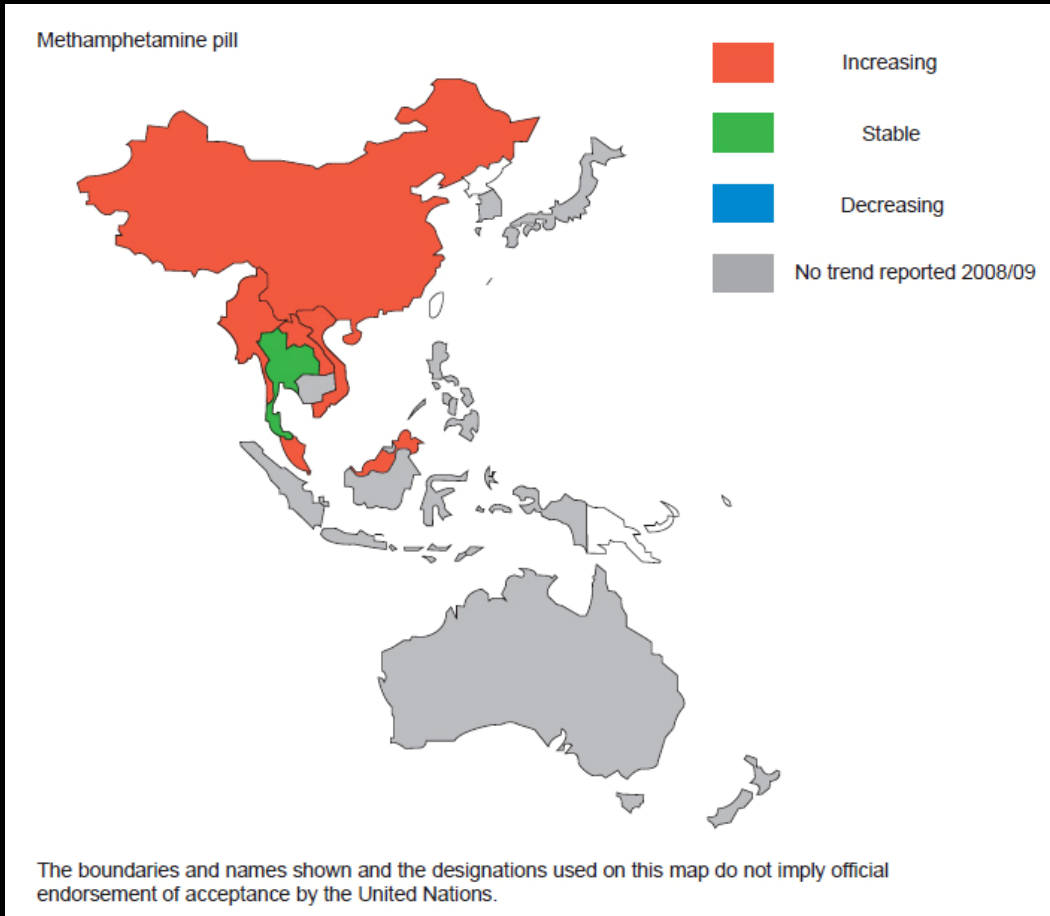 Methamphetamine pill
Increasing
Stable
Decreasing
No trend reported 2008/09
The boundaries and names shown and the designations used on this map do not imply official
endorsement of acceptance by the United Nations.